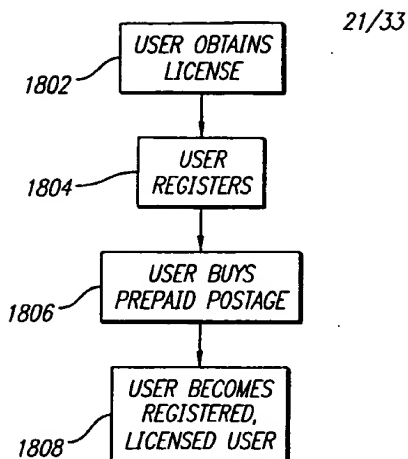 21/33
USER OBTAINS
LICENSE
1802
USER
REGISTERS
1804
USER BUYS
PREPAID POSTAGE
1806
USER BECOMES
REGISTERED,
LICENSED USER
1808